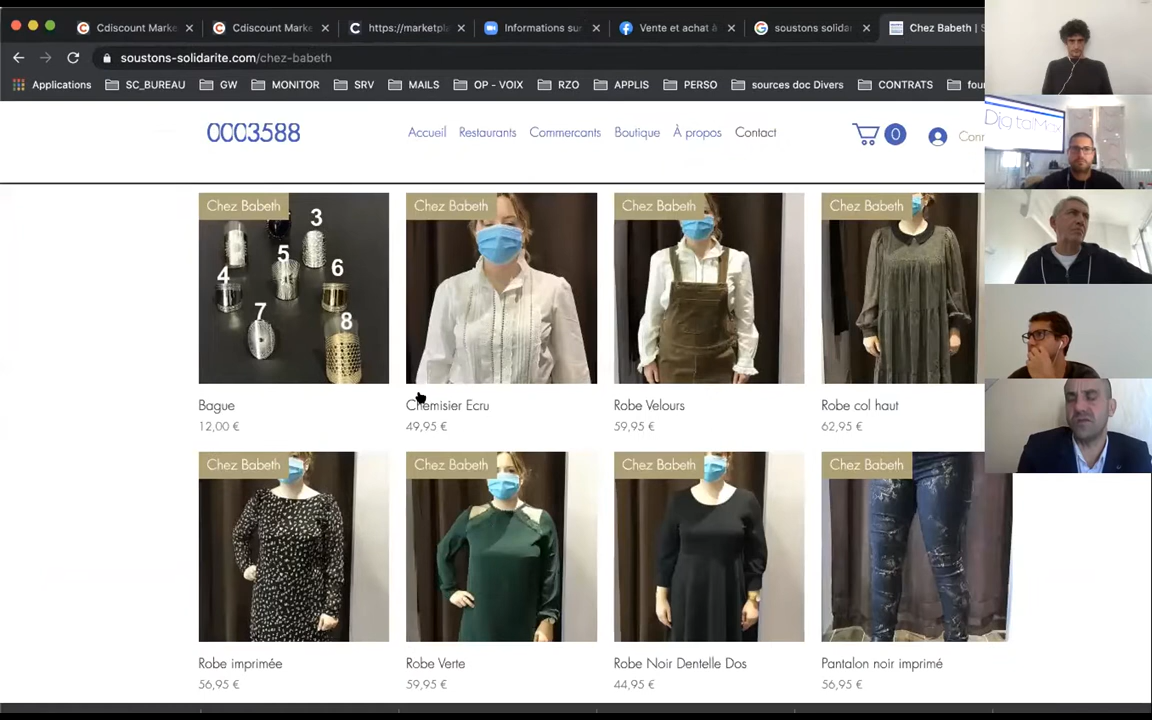 Cdiscount Marke
Cdiscount Marke
https://marketpla
Informations sur
Vente et achat à
soustons solidar
Chez Babeth | S
soustons-solidarite.com/chez-babeth
Applications
SC_BUREAU
GW
MONITOR
SRV
MAILS
OP - VOIX
RZO
APPLIS
PERSO
sources doc Divers
CONTRATS
fou
0003588
Accueil
Restaurants
Commercants
Boutique
À propos
Contact
0
Conn
Chez Babeth
Chez Babeth
Chez Babeth
Chez Babeth
3
5
4
6
7
8
Bague
Chemisier Ecru
Robe Velours
Robe col haut
12,00 €
49,95 €
59,95 €
62,95 €
Chez Babeth
Chez Babeth
Chez Babeth
Chez Babeth
Robe imprimée
Robe Verte
Robe Noir Dentelle Dos
Pantalon noir imprimé
56,95 €
59,95 €
44,95 €
56,95 €